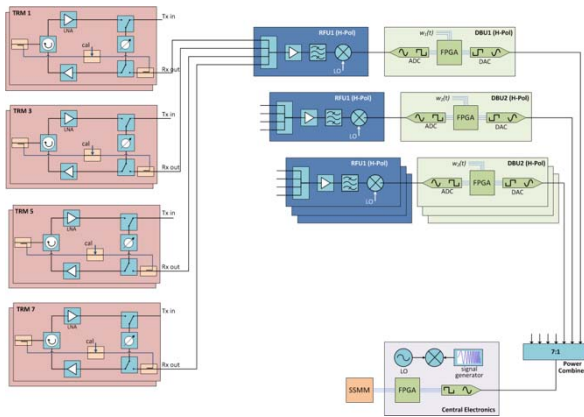 TRM 1
LNA
cal
Tx in
Rx out
TRM 3
LNA
cal
Tx in
Rx out
TRM 5
LNA
cal
Tx in
Rx out
TRM 7
LNA
cal
Tx in
Rx out
RFU1 (H-Pol)
LO
w₁(t)
DBU1 (H-Pol)
ADC
FPGA
DAC
RFU1 (H-Pol)
LO
w₂(t)
DBU2 (H-Pol)
ADC
FPGA
DAC
RFU1 (H-Pol)
LO
DBU2 (H-Pol)
ADC
FPGA
DAC
7:1
Power
Combine
LO
signal
generator
SSMM
FPGA
Central Electronics